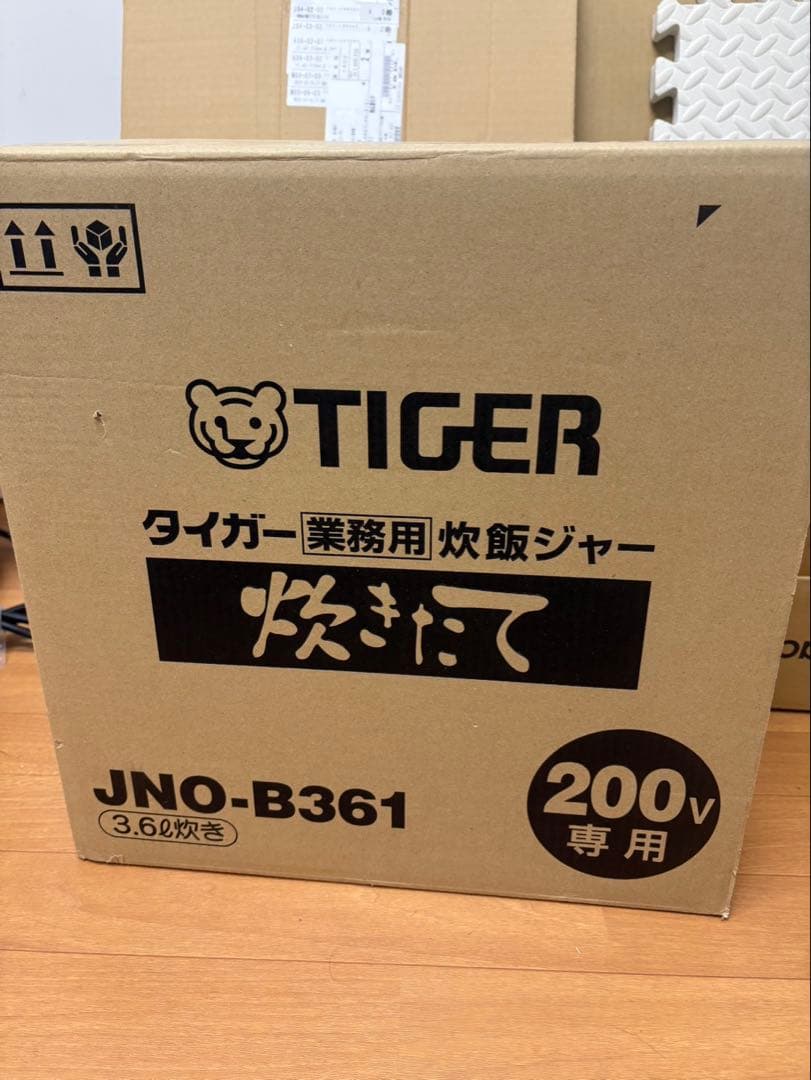 TIGER
タイガー 業務用 炊飯ジャー
炊きたて
JNO-B361
3.6ℓ炊き
200V
専用